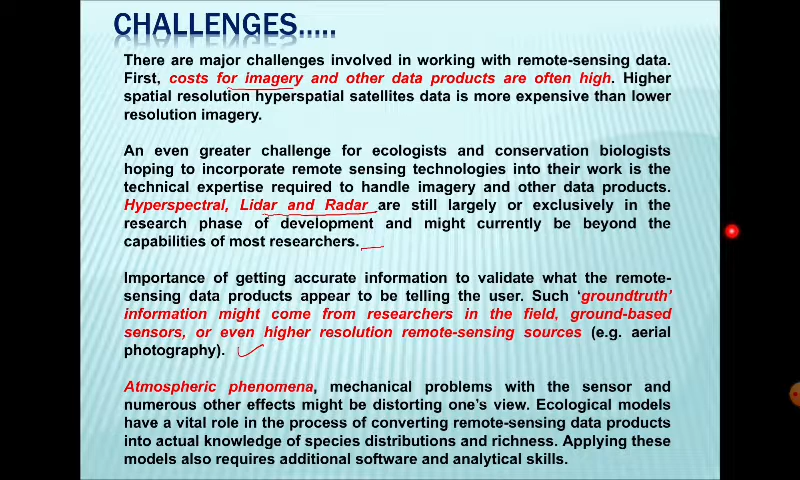 CHALLENGES.....
There are major challenges involved in working with remote-sensing data.
First, costs for imagery and other data products are often high. Higher
spatial resolution hyperspatial satellites data is more expensive than lower
resolution imagery.
An even greater challenge for ecologists and conservation biologists
hoping to incorporate remote sensing technologies into their work is the
technical expertise required to handle imagery and other data products.
Hyperspectral, Lidar and Radar are still largely or exclusively in the
research phase of development and might currently be beyond the
capabilities of most researchers.
Importance of getting accurate information to validate what the remote-
sensing data products appear to be telling the user. Such ‘groundtruth’
information might come from researchers in the field, ground-based
sensors, or even higher resolution remote-sensing sources (e.g. aerial
photography).
Atmospheric phenomena, mechanical problems with the sensor and
numerous other effects might be distorting one’s view. Ecological models
have a vital role in the process of converting remote-sensing data products
into actual knowledge of species distributions and richness. Applying these
models also requires additional software and analytical skills.